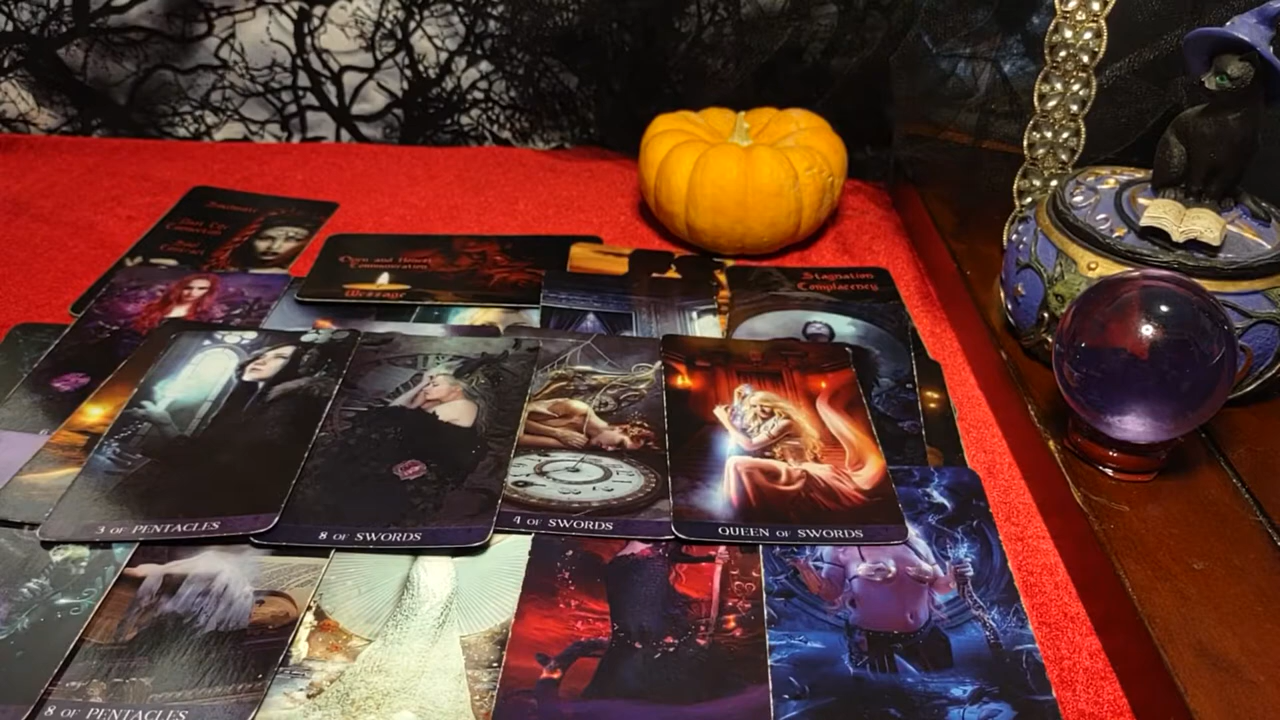 Open and Honest
Communication
Message
Stagnation
Complacency
3 OF PENTACLES
8 OF SWORDS
4 OF SWORDS
QUEEN OF SWORDS
8 OF PENTACLES